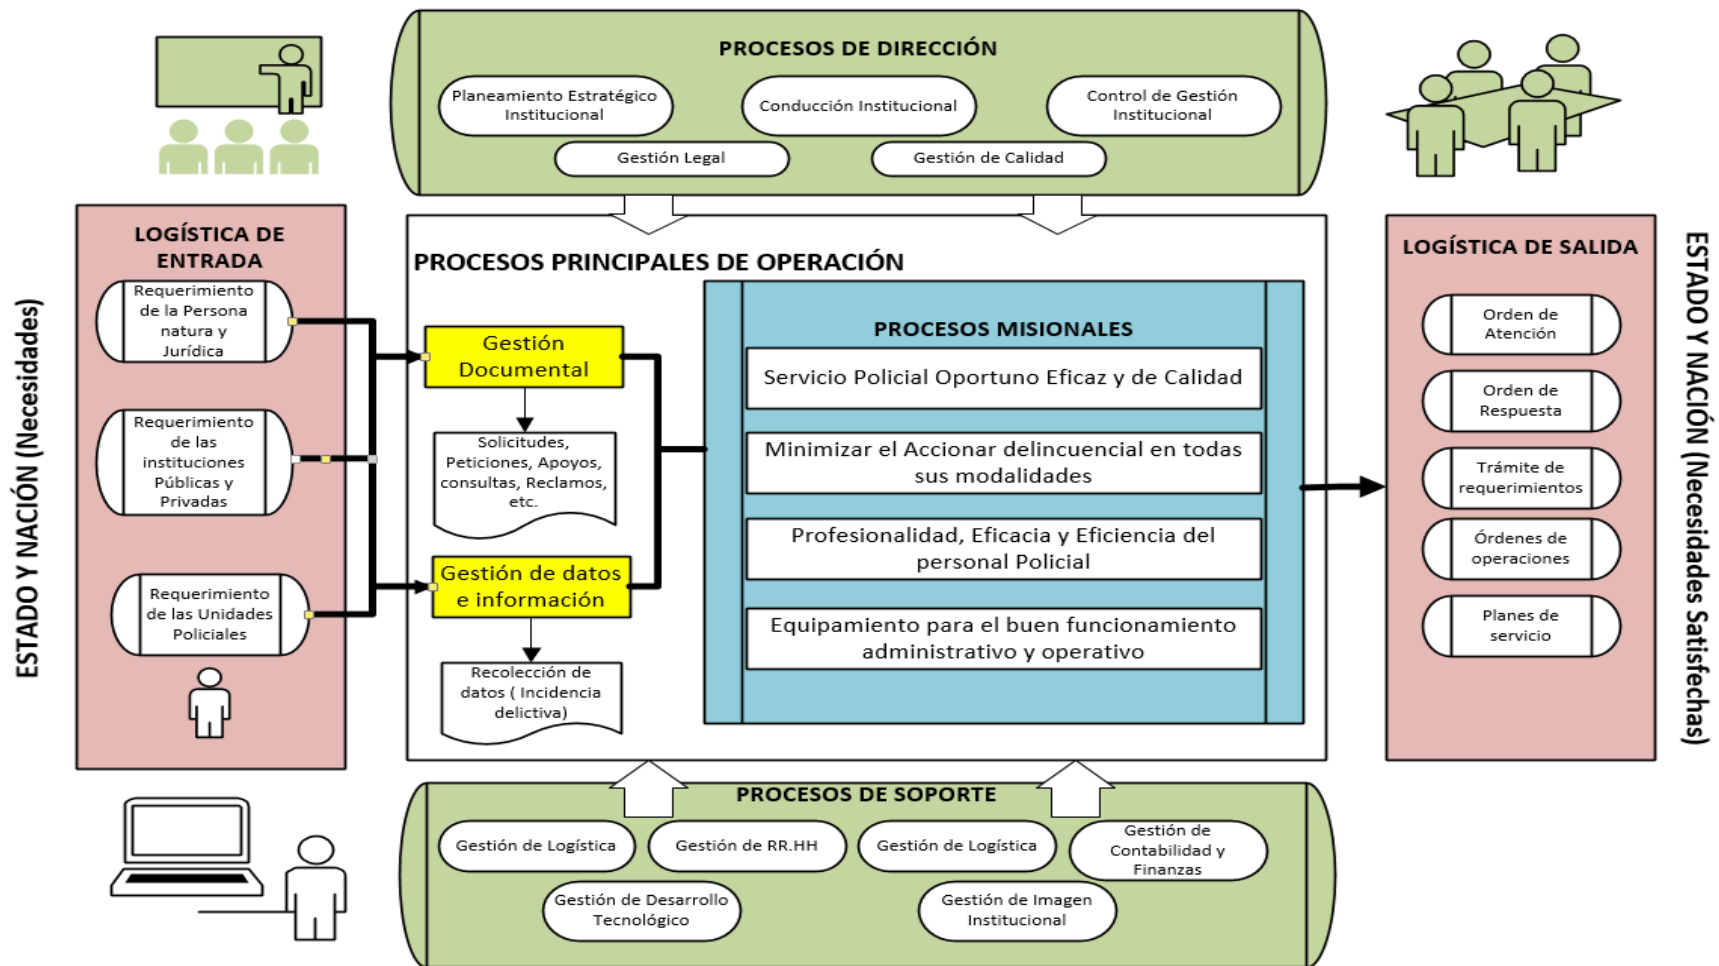 PROCESOS DE DIRECCIÓN
Planeamiento Estratégico
Institucional
Conducción Institucional
Control de Gestión
Institucional
Gestión Legal
Gestión de Calidad
ESTADO Y NACIÓN (Necesidades)
LOGÍSTICA DE
ENTRADA
Requerimiento
de la Persona
natura y
Jurídica
Requerimiento
de las
instituciones
Públicas y
Privadas
Requerimiento
de las Unidades
Policiales
PROCESOS PRINCIPALES DE OPERACIÓN
Gestión
Documental
Solicitudes,
Peticiones, Apoyos,
consultas, Reclamos,
etc.
Gestión de datos
e información
Recolección de
datos ( Incidencia
delictiva)
PROCESOS MISIONALES
Servicio Policial Oportuno Eficaz y de Calidad
Minimizar el Accionar delincuencial en todas
sus modalidades
Profesionalidad, Eficacia y Eficiencia del
personal Policial
Equipamiento para el buen funcionamiento
administrativo y operativo
LOGÍSTICA DE SALIDA
Orden de
Atención
Orden de
Respuesta
Trámite de
requerimientos
Órdenes de
operaciones
Planes de
servicio
ESTADO Y NACIÓN (Necesidades Satisfechas)
PROCESOS DE SOPORTE
Gestión de Logística
Gestión de RR.HH
Gestión de Logística
Gestión de
Contabilidad y
Finanzas
Gestión de Desarrollo
Tecnológico
Gestión de Imagen
Institucional